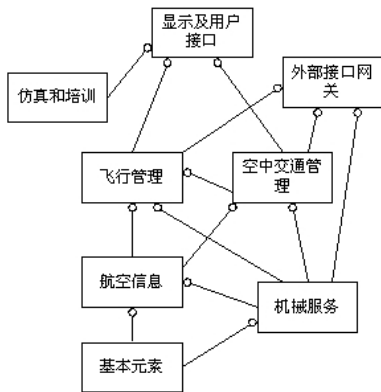 显示及用户
接口
外部接口网
关
仿真和培训
飞行管理
空中交通管
理
航空信息
机械服务
基本元素